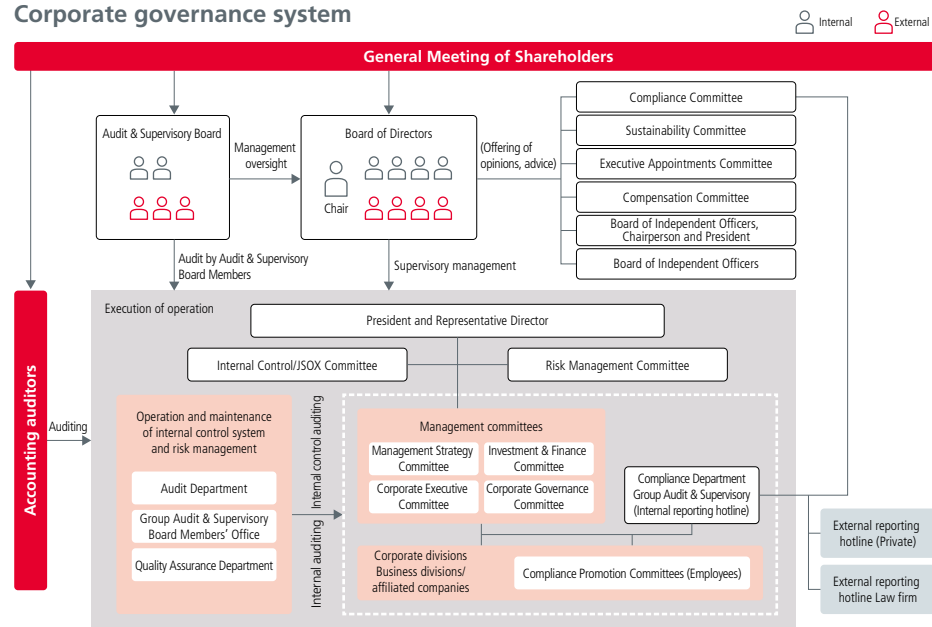 Corporate governance system
Internal
External
General Meeting of Shareholders
Audit & Supervisory Board
Management
oversight
Board of Directors
Chair
(Offering of
opinions, advice)
Compliance Committee
Sustainability Committee
Executive Appointments Committee
Compensation Committee
Board of Independent Officers,
Chairperson and President
Board of Independent Officers
Audit by Audit & Supervisory
Board Members
Supervisory management
Accounting auditors
Auditing
Execution of operation
President and Representative Director
Internal Control/JSOX Committee
Risk Management Committee
Operation and maintenance
of internal control system
and risk management
Audit Department
Group Audit & Supervisory
Board Members' Office
Quality Assurance Department
Internal control auditing
Internal auditing
Management committees
Management Strategy
Committee
Investment & Finance
Committee
Corporate Executive
Committee
Corporate Governance
Committee
Compliance Department
Group Audit & Supervisory
(Internal reporting hotline)
Corporate divisions
Business divisions/
affiliated companies
Compliance Promotion Committees (Employees)
External reporting
hotline (Private)
External reporting
hotline Law firm